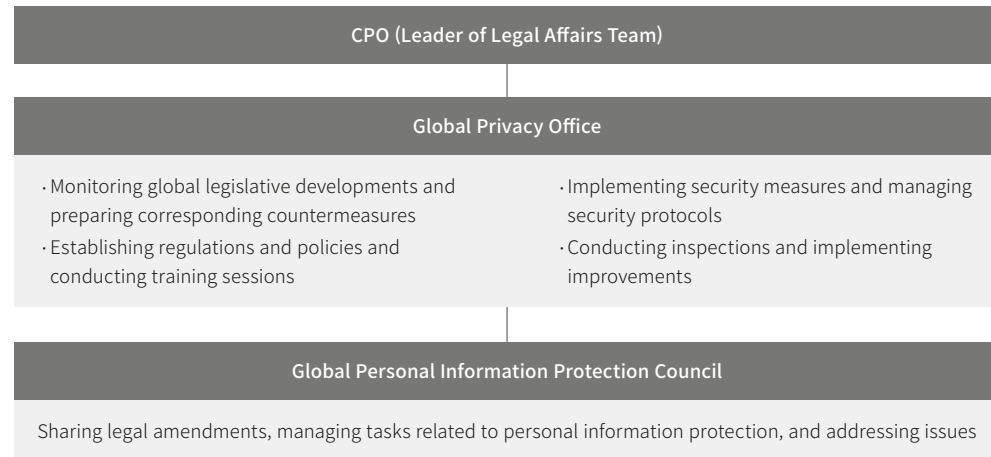 CPO (Leader of Legal Affairs Team)
Global Privacy Office
· Monitoring global legislative developments and
preparing corresponding countermeasures
· Establishing regulations and policies and
conducting training sessions
· Implementing security measures and managing
security protocols
· Conducting inspections and implementing
improvements
Global Personal Information Protection Council
Sharing legal amendments, managing tasks related to personal information protection, and addressing issues